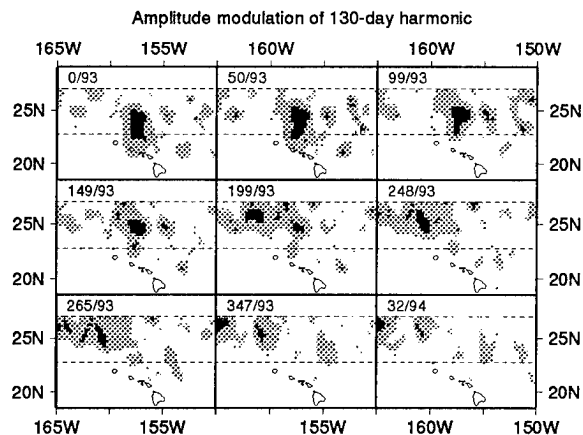 Amplitude modulation of 130-day harmonic
165W 155W 160W 160W 150W
0/93 50/93 99/93
25N 25N
20N 20N
149/93 199/93 248/93
25N 25N
20N 20N
265/93 347/93 32/94
25N 25N
20N 20N
165W 155W 155W 160W 150W